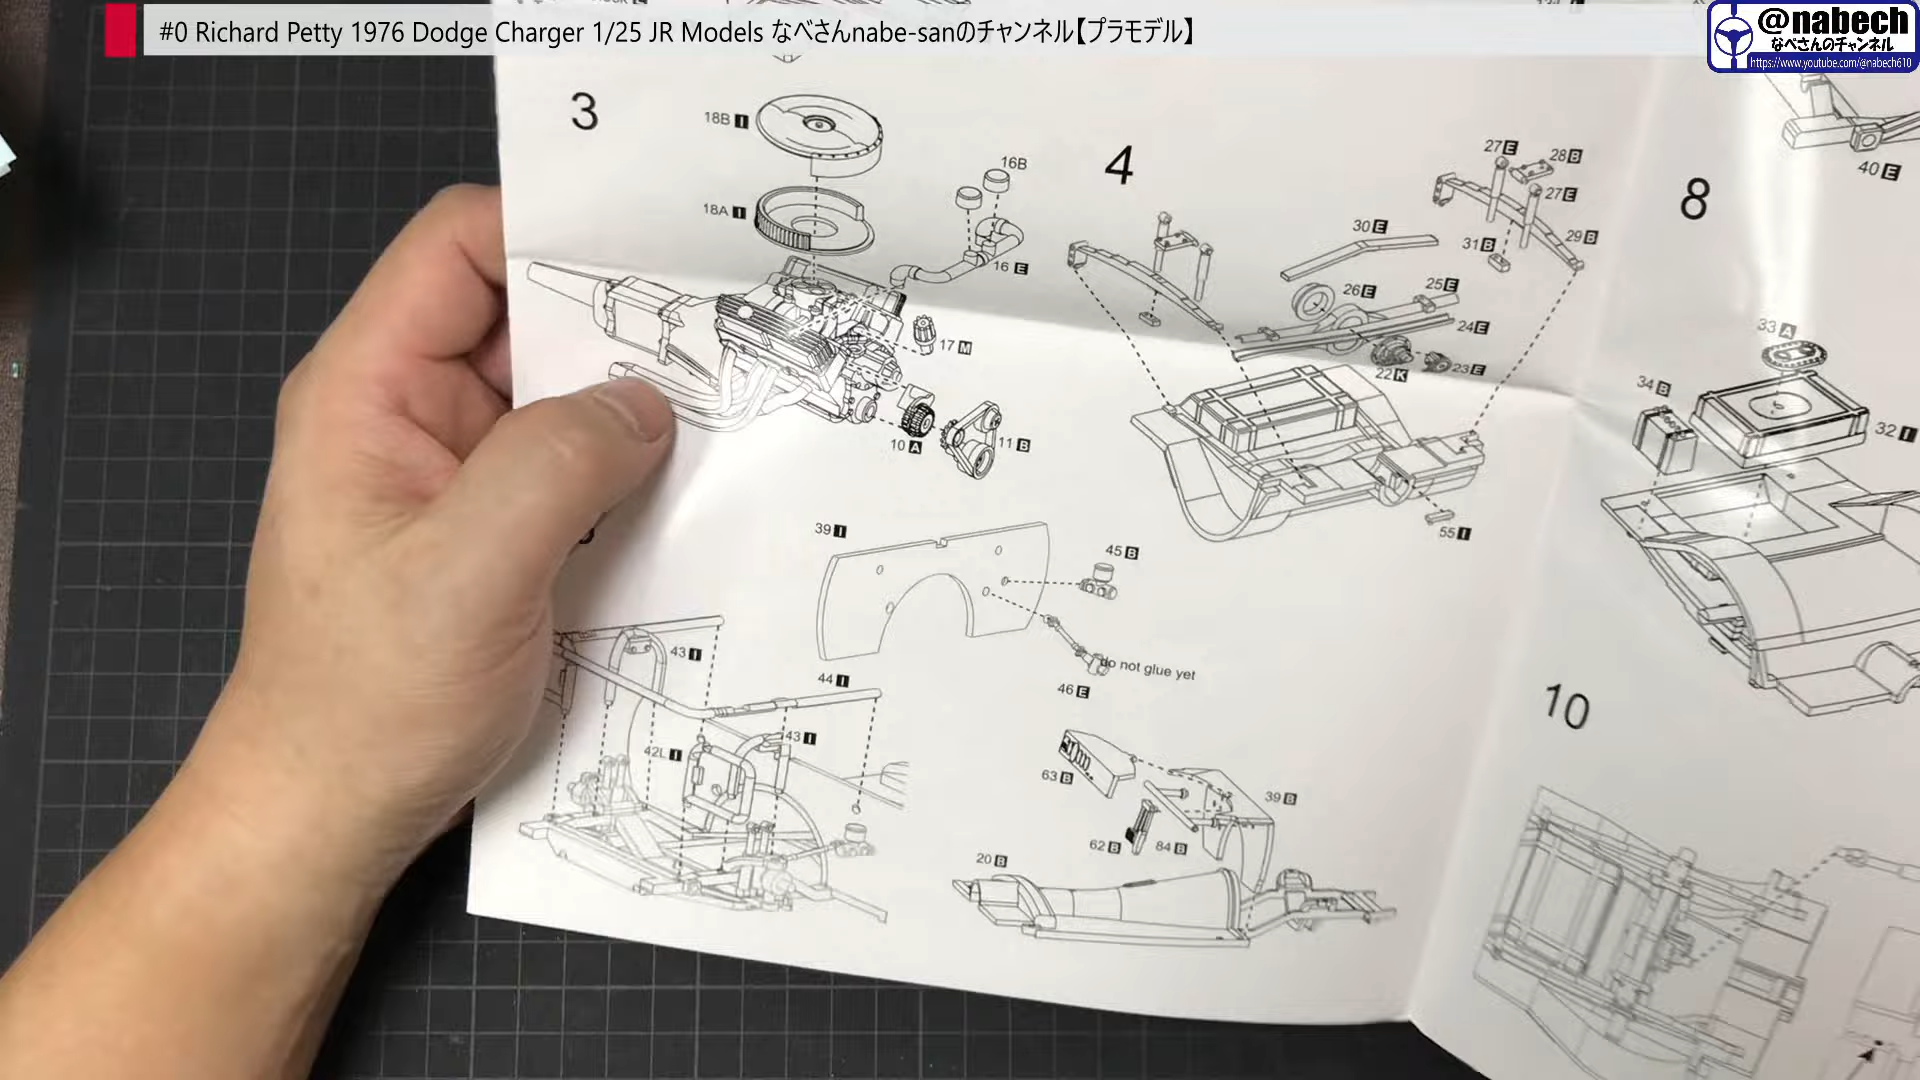 #0 Richard Petty 1976 Dodge Charger 1/25 JR Models なべさんnabe-sanのチャンネル【プラモデル】
@nabech
なべさんのチャンネル
https://www.youtube.com/@nabech610
3
18B I
16B
18A I
16 E
17 M
10 A
11 B
4
27 E
28 B
27 E
30 E
31 B
29 B
26 E
25 E
24 E
22 K
23 E
55 I
40 E
8
33 A
34 B
32 I
39 I
45 B
do not glue yet
46 E
43 I
44 I
43 I
42L I
63 B
39 B
62 B
84 B
20 B
10